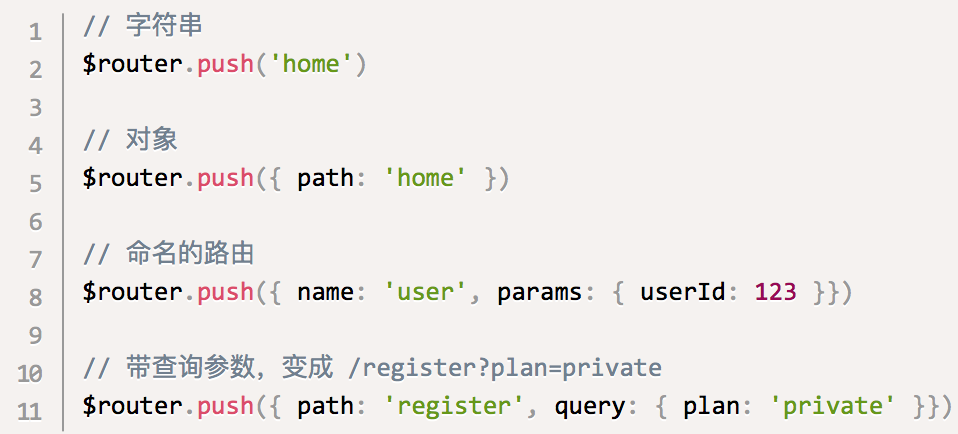 1 // 字符串
2 $router.push('home')
3
4 // 对象
5 $router.push({ path: 'home' })
6
7 // 命名的路由
8 $router.push({ name: 'user', params: { userId: 123 }})
9
10 // 带查询参数，变成 /register?plan=private
11 $router.push({ path: 'register', query: { plan: 'private' }})